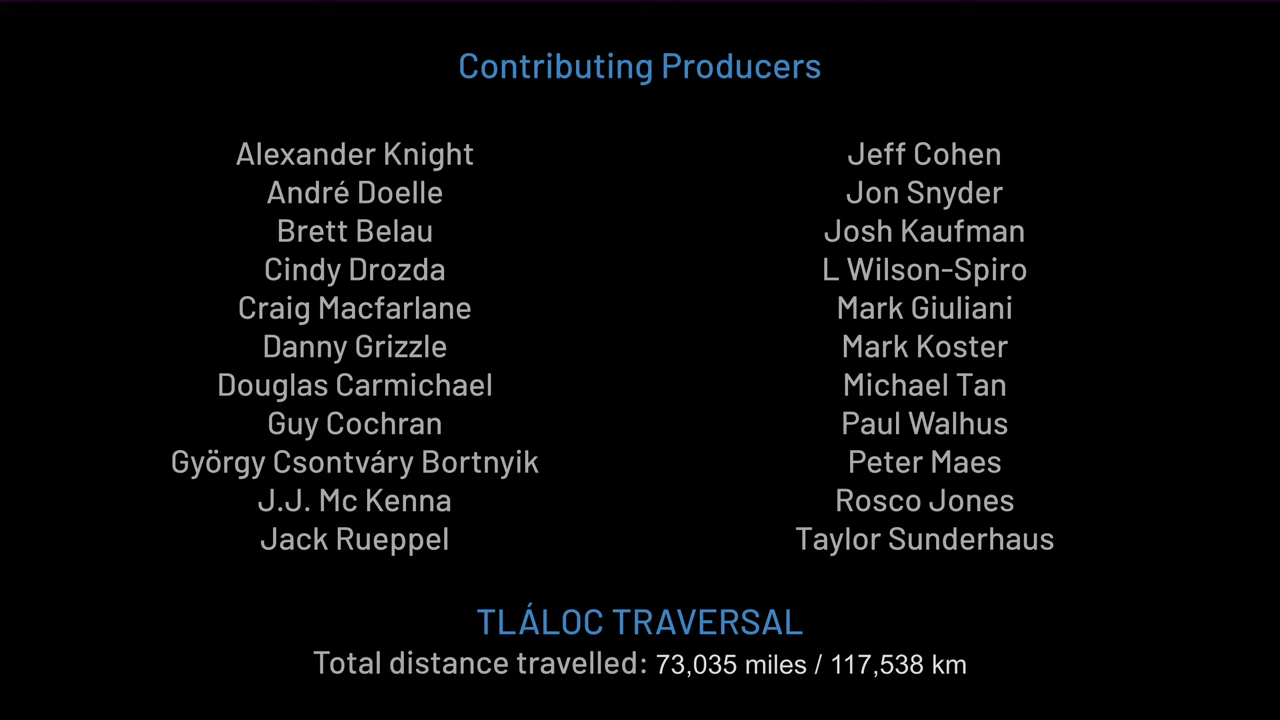 Contributing Producers
Alexander Knight
André Doelle
Brett Belau
Cindy Drozda
Craig Macfarlane
Danny Grizzle
Douglas Carmichael
Guy Cochran
György Csontváry Bortnyik
J.J. Mc Kenna
Jack Rueppel
Jeff Cohen
Jon Snyder
Josh Kaufman
L Wilson-Spiro
Mark Giuliani
Mark Koster
Michael Tan
Paul Walhus
Peter Maes
Rosco Jones
Taylor Sunderhaus
TLÁLOC TRAVERSAL
Total distance travelled: 73,035 miles / 117,538 km